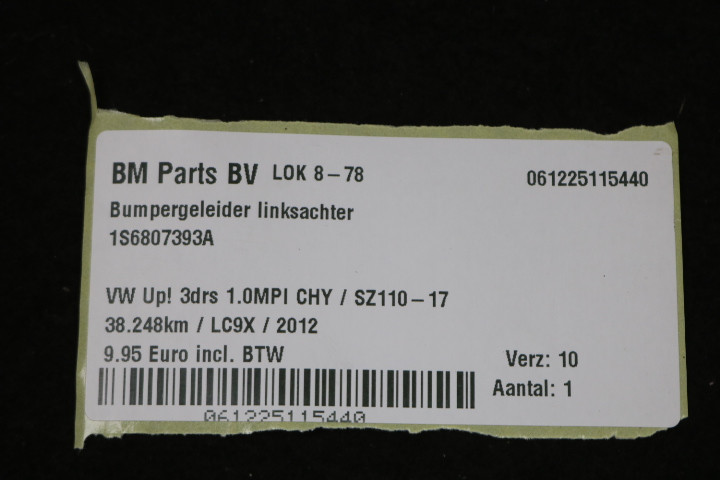 BM Parts BV LOK 8-78 061225115440
Bumpergeleider linksachter
1S6807393A
VW Up! 3drs 1.0MPI CHY / SZ110-17
38.248km / LC9X / 2012
9.95 Euro incl. BTW Verz: 10
Aantal: 1
061225115440